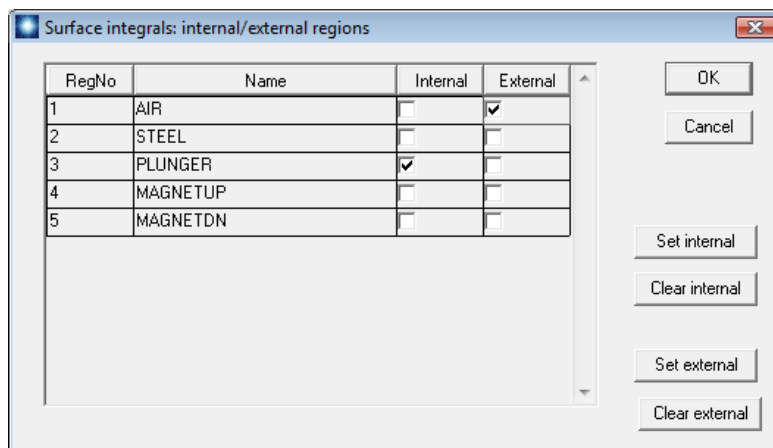 Surface integrals: internal/external regions
RegNo Name Internal External
1 AIR
2 STEEL
3 PLUNGER
4 MAGNETUP
5 MAGNETDN
OK
Cancel
Set internal
Clear internal
Set external
Clear external